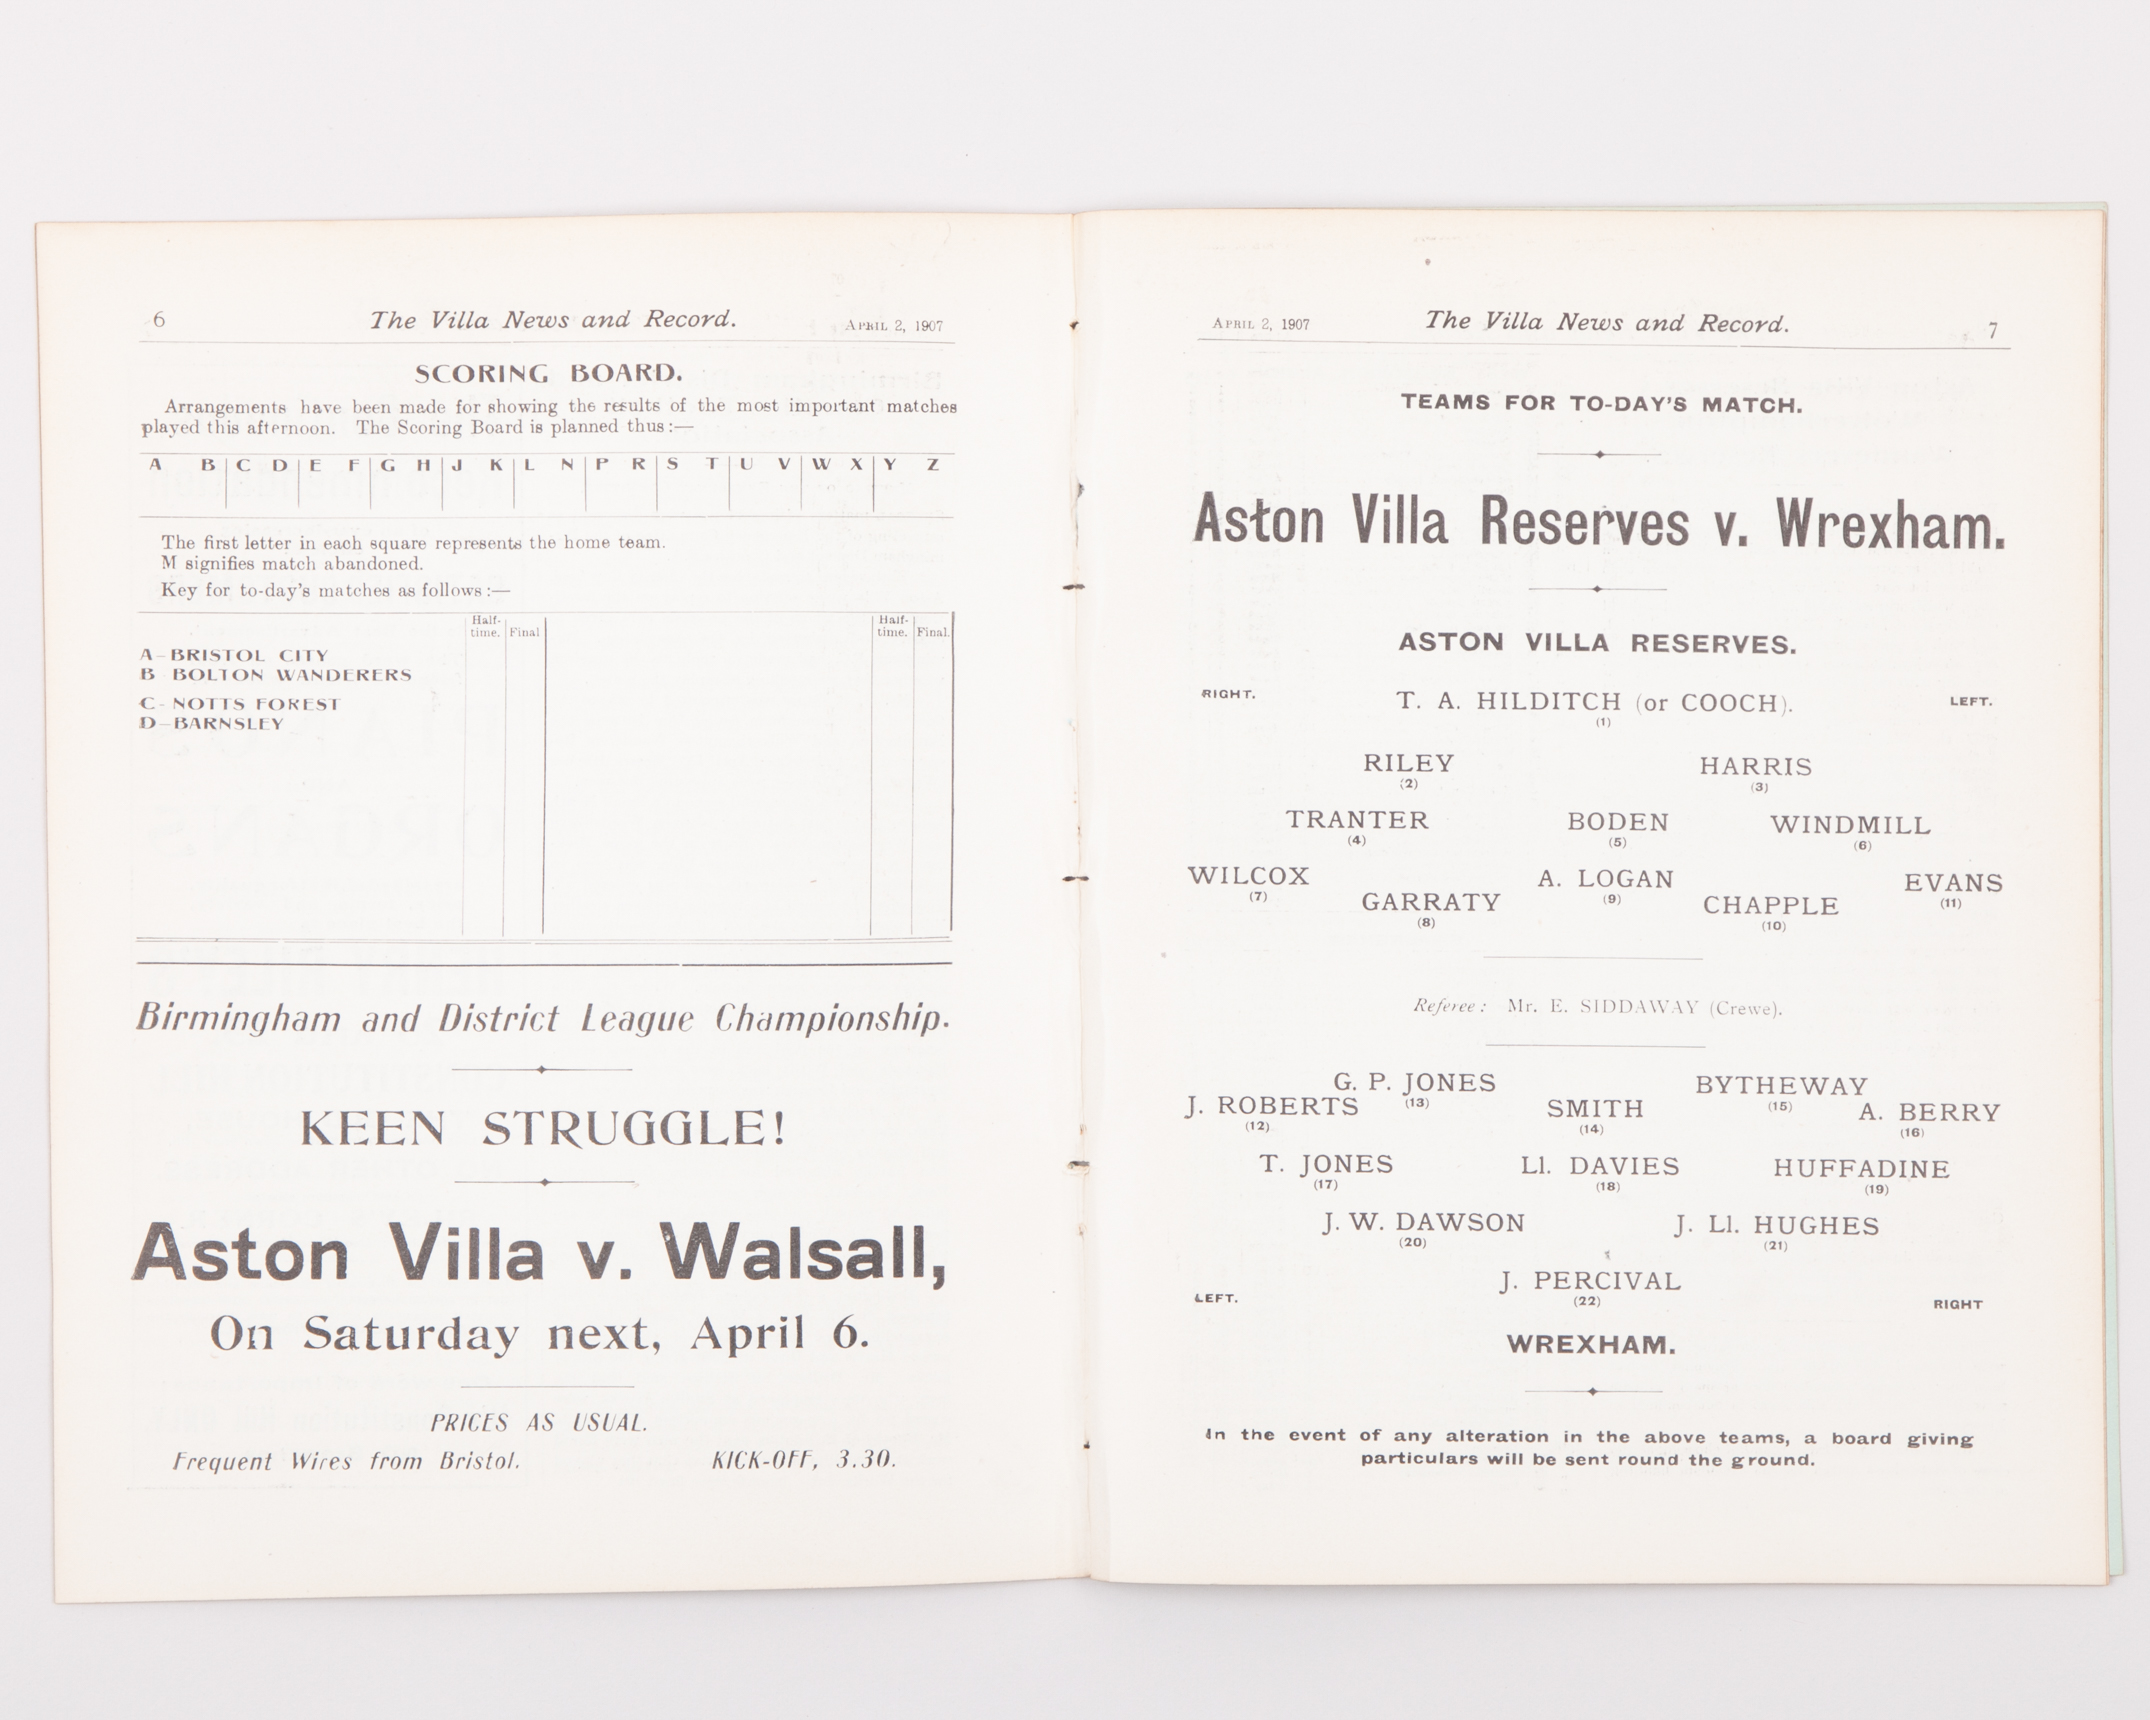 6 The Villa News and Record. APRIL 2, 1907
SCORING BOARD.
Arrangements have been made for showing the results of the most important matches
played this afternoon. The Scoring Board is planned thus :—
A B C D E F G H J K L N P R S T U V W X Y Z
The first letter in each square represents the home team.
M signifies match abandoned.
Key for to-day's matches as follows :—
Half-time. Final Half-time. Final.
A—BRISTOL CITY
B BOLTON WANDERERS
C-NOTTS FOREST
D—BARNSLEY
Birmingham and District League Championship.
KEEN STRUGGLE!
Aston Villa v. Walsall,
On Saturday next, April 6.
PRICES AS USUAL.
Frequent Wires from Bristol. KICK-OFF, 3.30.
APRIL 2, 1907 The Villa News and Record. 7
TEAMS FOR TO-DAY'S MATCH.
Aston Villa Reserves v. Wrexham.
ASTON VILLA RESERVES.
RIGHT. T. A. HILDITCH (or COOCH). LEFT.
(1)
RILEY HARRIS
(2) (3)
TRANTER BODEN WINDMILL
(4) (5) (6)
WILCOX A. LOGAN EVANS
(7) (9) (11)
GARRATY CHAPPLE
(8) (10)
Referee: Mr. E. SIDDAWAY (Crewe).
G. P. JONES BYTHEWAY
(13) (15)
J. ROBERTS SMITH A. BERRY
(12) (14) (16)
T. JONES Ll. DAVIES HUFFADINE
(17) (18) (19)
J. W. DAWSON J. Ll. HUGHES
(20) (21)
J. PERCIVAL
LEFT. (22) RIGHT
WREXHAM.
In the event of any alteration in the above teams, a board giving
particulars will be sent round the ground.